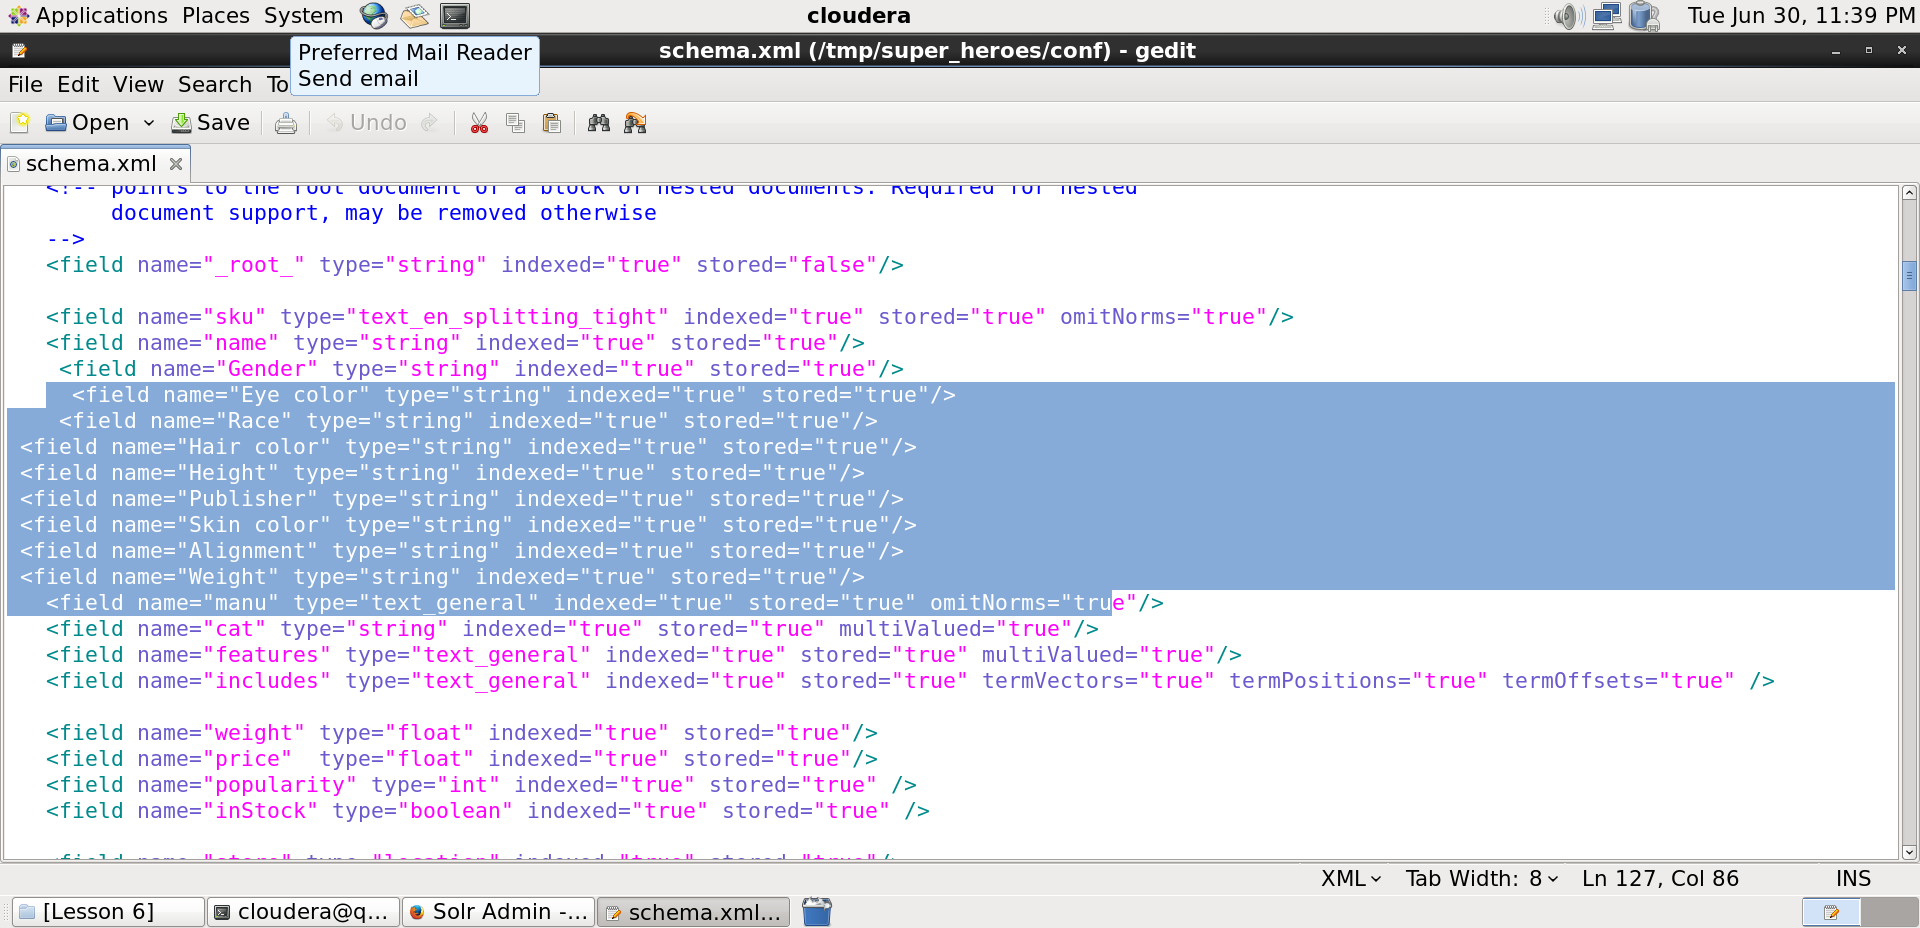 Applications Places System
cloudera
Tue Jun 30, 11:39 PM
schema.xml (/tmp/super_heroes/conf) - gedit
Preferred Mail Reader
Send email
File Edit View Search To
Open Save Undo
schema.xml
<!-- points to the root document of a block of nested documents. Required for nested
document support, may be removed otherwise
-->
<field name="_root_" type="string" indexed="true" stored="false"/>
<field name="sku" type="text_en_splitting_tight" indexed="true" stored="true" omitNorms="true"/>
<field name="name" type="string" indexed="true" stored="true"/>
<field name="Gender" type="string" indexed="true" stored="true"/>
<field name="Eye color" type="string" indexed="true" stored="true"/>
<field name="Race" type="string" indexed="true" stored="true"/>
<field name="Hair color" type="string" indexed="true" stored="true"/>
<field name="Height" type="string" indexed="true" stored="true"/>
<field name="Publisher" type="string" indexed="true" stored="true"/>
<field name="Skin color" type="string" indexed="true" stored="true"/>
<field name="Alignment" type="string" indexed="true" stored="true"/>
<field name="Weight" type="string" indexed="true" stored="true"/>
<field name="manu" type="text_general" indexed="true" stored="true" omitNorms="true"/>
<field name="cat" type="string" indexed="true" stored="true" multiValued="true"/>
<field name="features" type="text_general" indexed="true" stored="true" multiValued="true"/>
<field name="includes" type="text_general" indexed="true" stored="true" termVectors="true" termPositions="true" termOffsets="true" />
<field name="weight" type="float" indexed="true" stored="true"/>
<field name="price"  type="float" indexed="true" stored="true"/>
<field name="popularity" type="int" indexed="true" stored="true" />
<field name="inStock" type="boolean" indexed="true" stored="true" />
<field name="store" type="location" indexed="true" stored="true"/>
XML Tab Width: 8 Ln 127, Col 86 INS
[Lesson 6] cloudera@q... Solr Admin -... schema.xml...